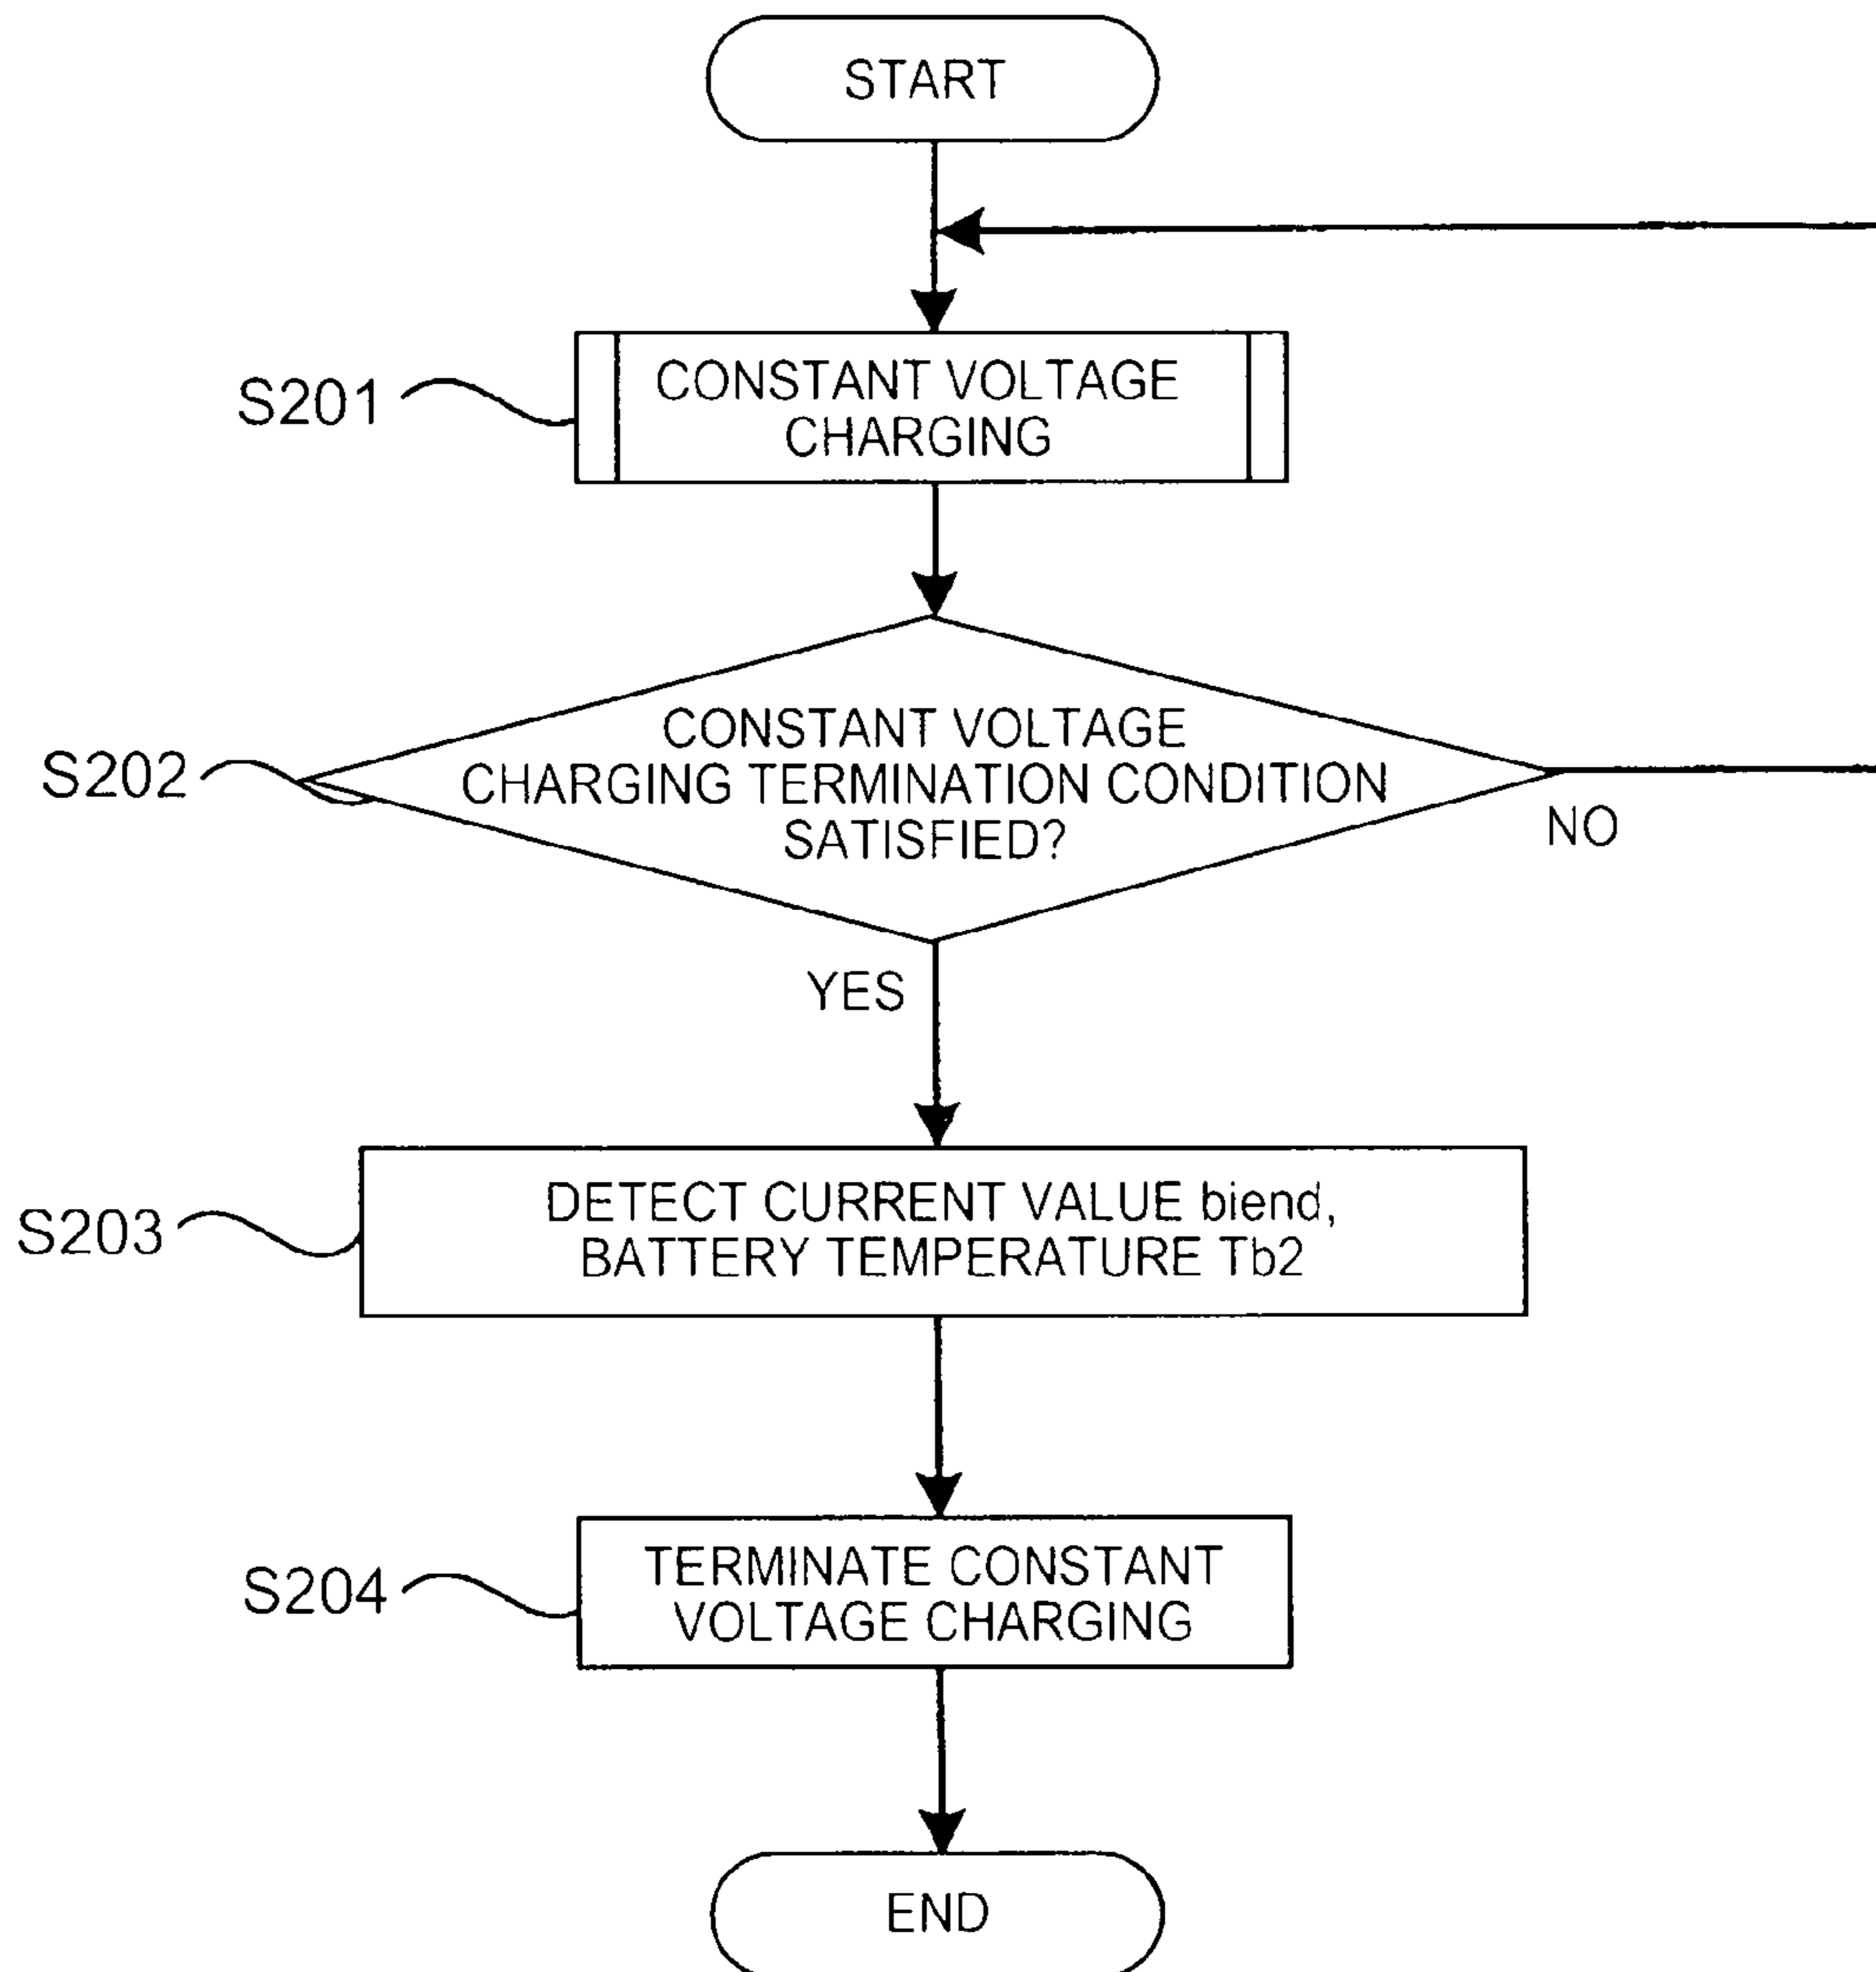 START
S201
CONSTANT VOLTAGE
CHARGING
S202
CONSTANT VOLTAGE
CHARGING TERMINATION CONDITION
SATISFIED?
NO
YES
S203
DETECT CURRENT VALUE biend,
BATTERY TEMPERATURE Tb2
S204
TERMINATE CONSTANT
VOLTAGE CHARGING
END